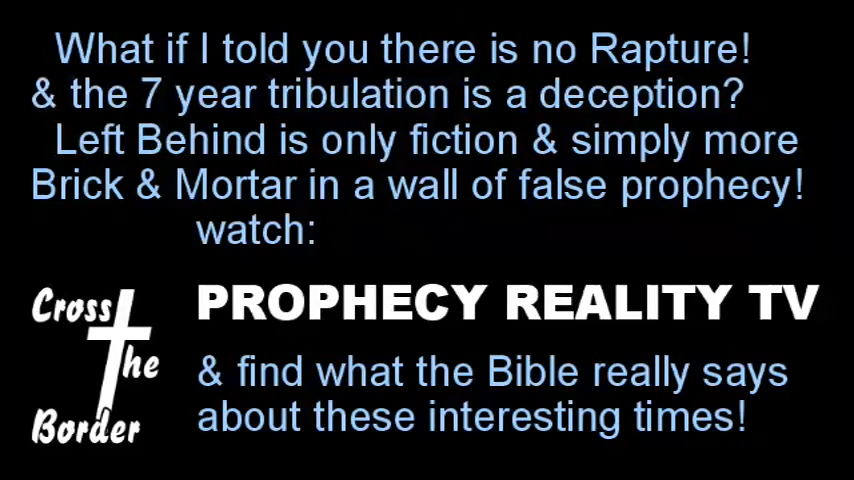 What if I told you there is no Rapture!
& the 7 year tribulation is a deception?
Left Behind is only fiction & simply more
Brick & Mortar in a wall of false prophecy!
watch:
PROPHECY REALITY TV
Cross
The
Border
& find what the Bible really says
about these interesting times!